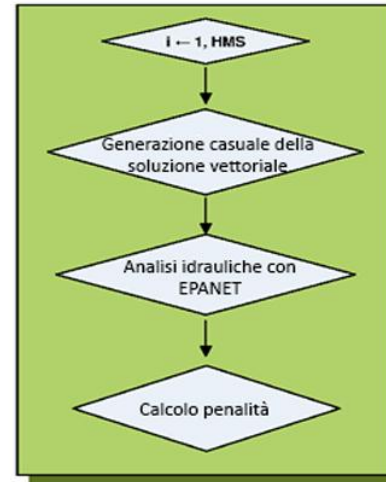 i ← 1, HMS
Generazione casuale della
soluzione vettoriale
Analisi idrauliche con
EPANET
Calcolo penalità